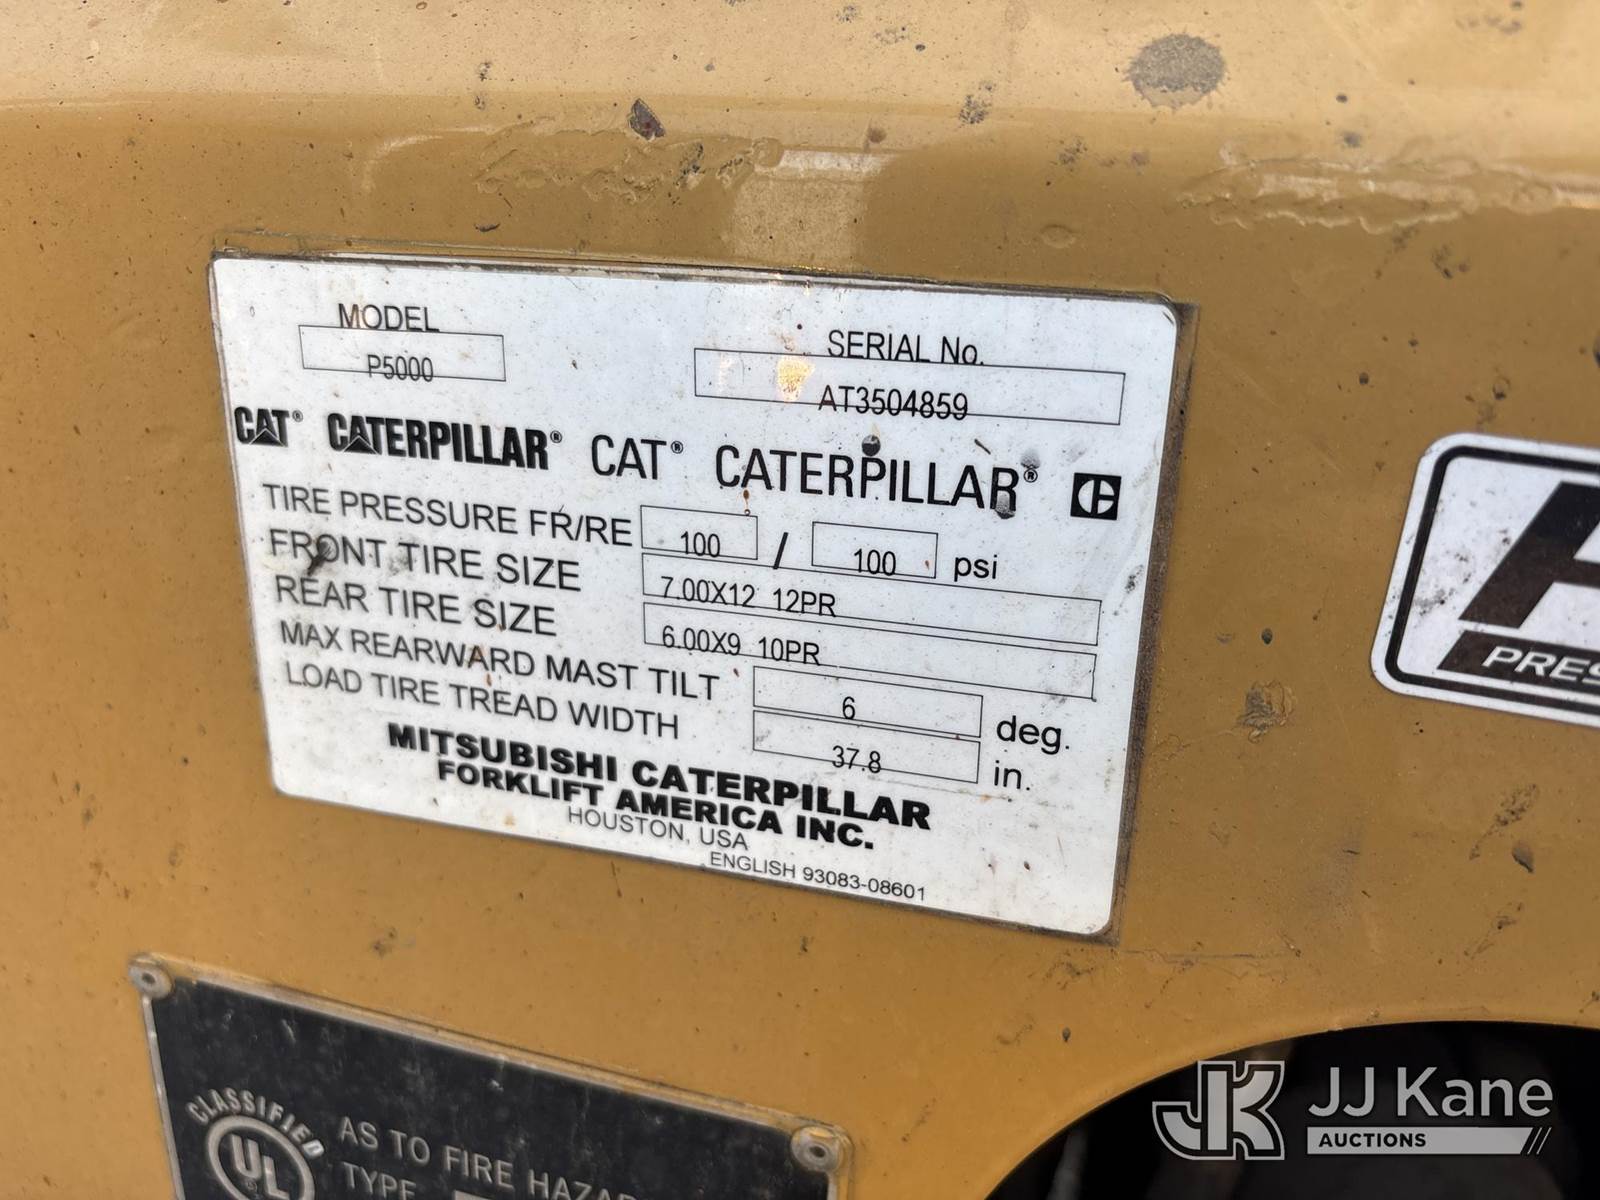 MODEL
P5000
SERIAL No.
AT3504859
CAT® CATERPILLAR® CAT® CATERPILLAR®
TIRE PRESSURE FR/RE 100 / 100 psi
FRONT TIRE SIZE 7.00X12 12PR
REAR TIRE SIZE 6.00X9 10PR
MAX REARWARD MAST TILT 6 deg.
LOAD TIRE TREAD WIDTH 37.8 in.
MITSUBISHI CATERPILLAR
FORKLIFT AMERICA INC.
HOUSTON, USA
ENGLISH 93083-08601
PRES
CLASSIFIED
UL
AS TO FIRE HAZAR
TYPE
JJ Kane
AUCTIONS